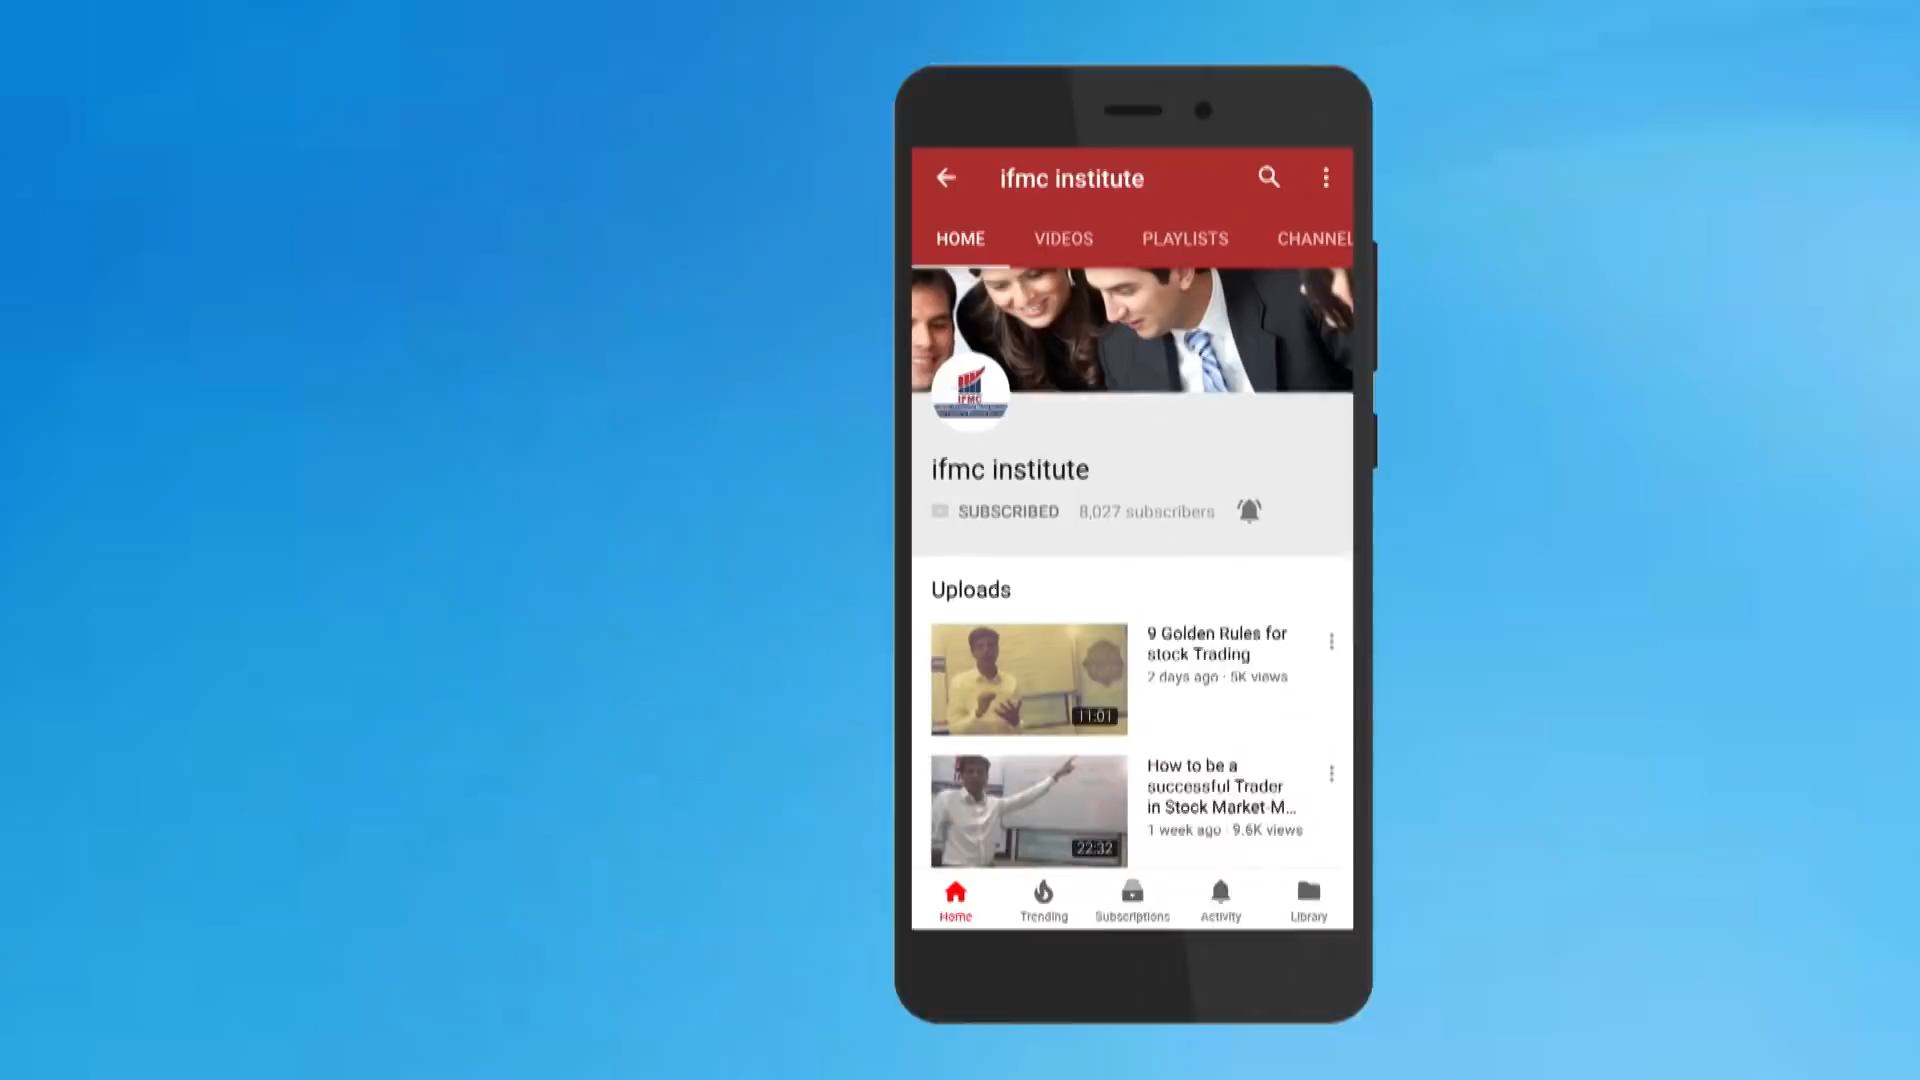 ifmc institute
HOME VIDEOS PLAYLISTS CHANNEL
IFMC
ifmc institute
SUBSCRIBED 8,027 subscribers
Uploads
9 Golden Rules for
stock Trading
2 days ago · 5K views
11:01
How to be a
successful Trader
in Stock Market-M...
1 week ago · 9.6K views
22:32
Home Trending Subscriptions Activity Library